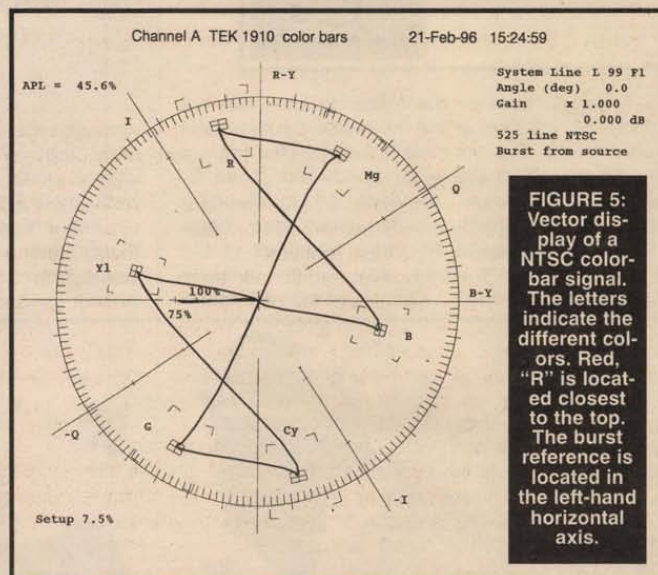 Channel A TEK 1910 color bars 21-Feb-96 15:24:59
System Line L 99 F1
Angle (deg) 0.0
Gain x 1.000
0.000 dB
525 line NTSC
Burst from source
APL = 45.6%
R-Y
I
R
Mg
Q
Yl
100%
75%
B-Y
B
G
Cy
-Q
-I
Setup 7.5%
FIGURE 5:
Vector dis-
play of a
NTSC color-
bar signal.
The letters
indicate the
different col-
ors. Red,
"R" is locat-
ed closest
to the top.
The burst
reference is
located in
the left-hand
horizontal
axis.